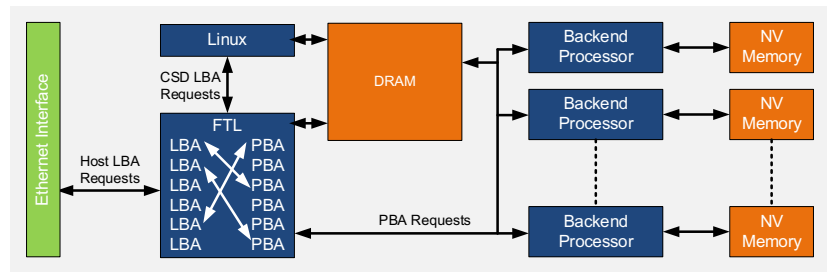 Ethernet Interface
Host LBA
Requests
Linux
CSD LBA
Requests
FTL
LBA PBA
LBA PBA
LBA PBA
LBA PBA
LBA PBA
LBA PBA
DRAM
PBA Requests
Backend
Processor
NV
Memory
Backend
Processor
NV
Memory
Backend
Processor
NV
Memory